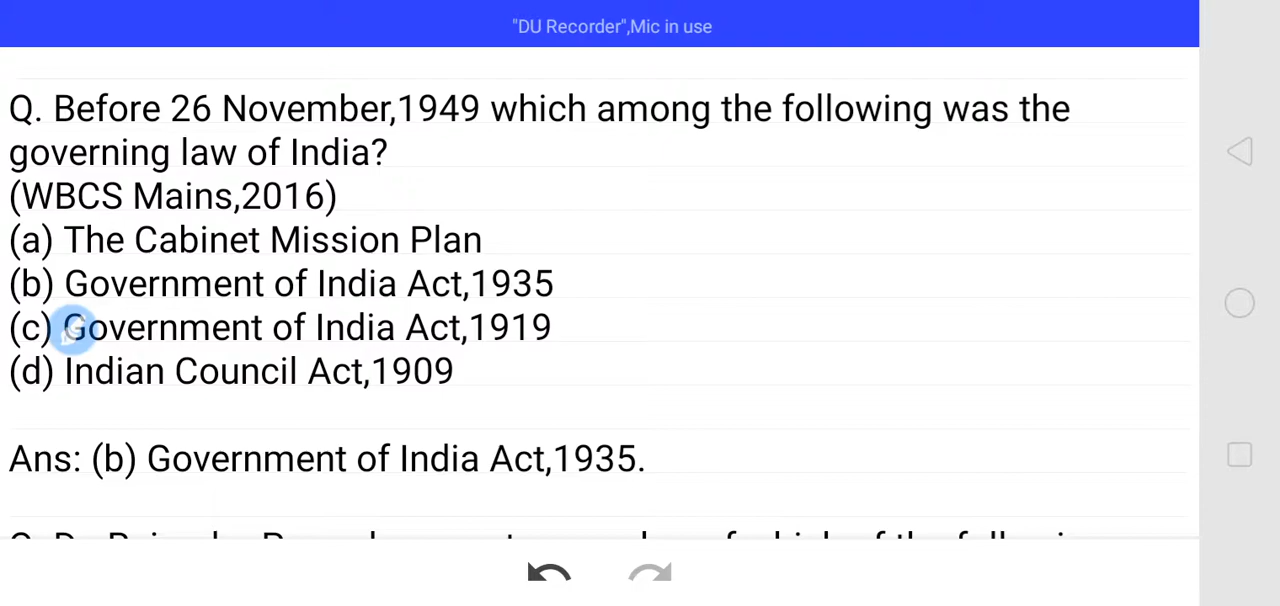 "DU Recorder",Mic in use
Q. Before 26 November,1949 which among the following was the
governing law of India?
(WBCS Mains,2016)
(a) The Cabinet Mission Plan
(b) Government of India Act,1935
(c) Government of India Act,1919
(d) Indian Council Act,1909
Ans: (b) Government of India Act,1935.